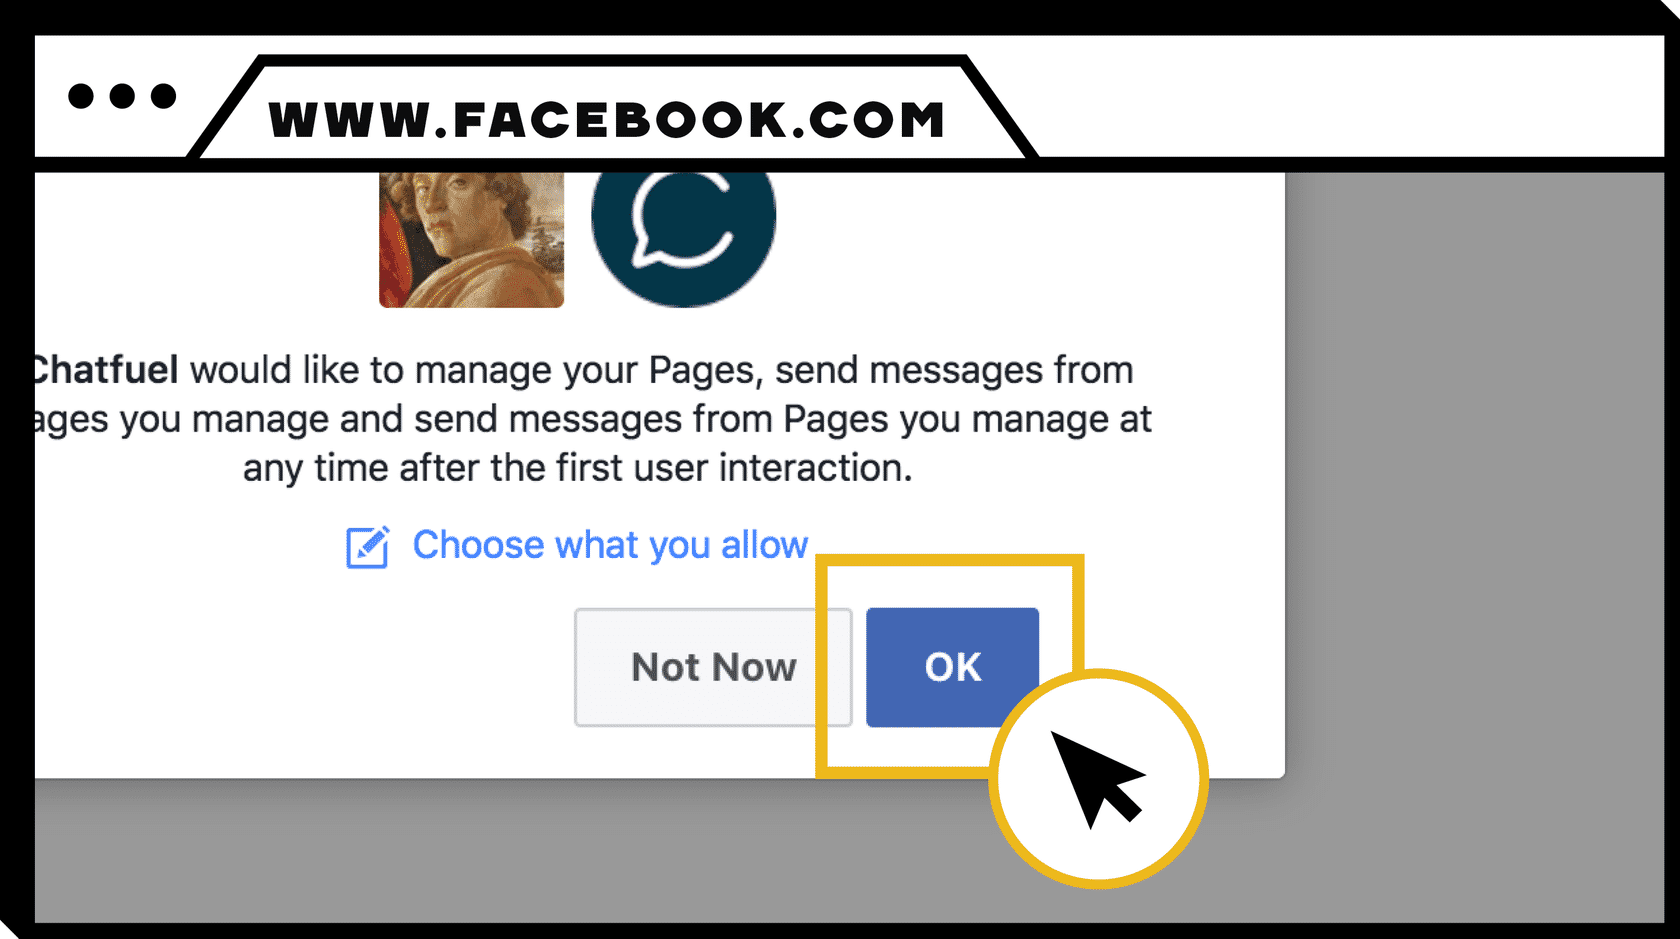 WWW.FACEBOOK.COM
Chatfuel would like to manage your Pages, send messages from
ages you manage and send messages from Pages you manage at
any time after the first user interaction.
Choose what you allow
Not Now
OK